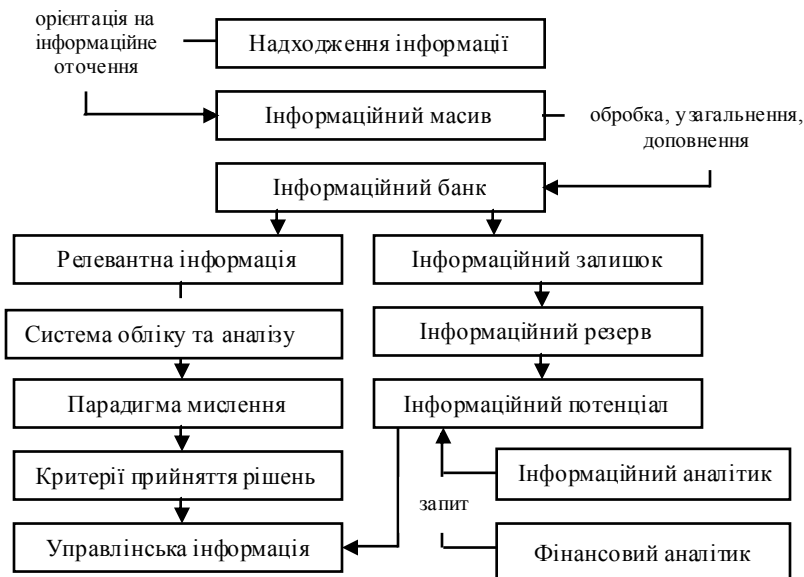 орієнтація на
інформаційне
оточення
Надходження інформації
Інформаційний масив
обробка, узагальнення,
доповнення
Інформаційний банк
Релевантна інформація
Інформаційний залишок
Система обліку та аналізу
Інформаційний резерв
Парадигма мислення
Інформаційний потенціал
Критерії прийняття рішень
Інформаційний аналітик
запит
Управлінська інформація
Фінансовий аналітик